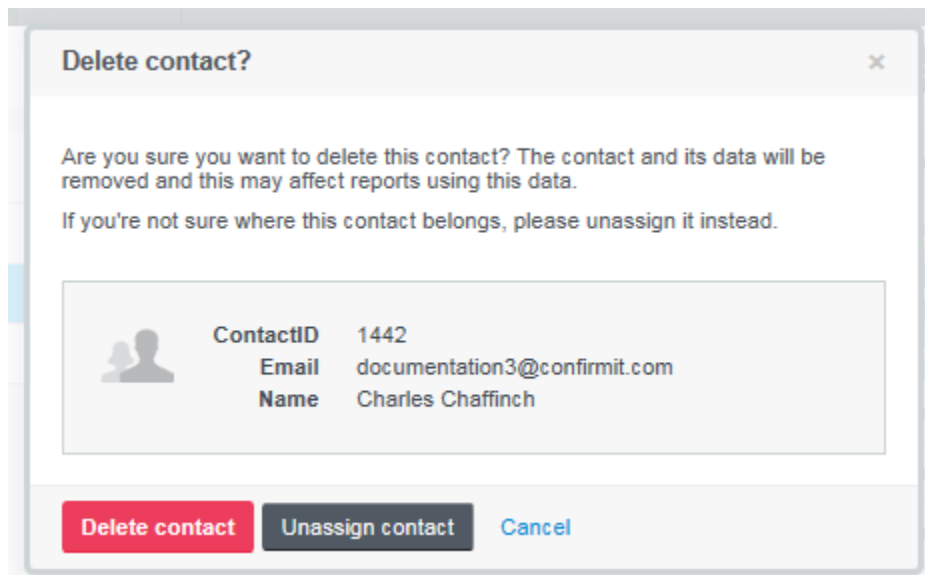 Delete contact?
×
Are you sure you want to delete this contact? The contact and its data will be
removed and this may affect reports using this data.
If you're not sure where this contact belongs, please unassign it instead.
ContactID 1442
Email documentation3@confirmit.com
Name Charles Chaffinch
Delete contact Unassign contact Cancel